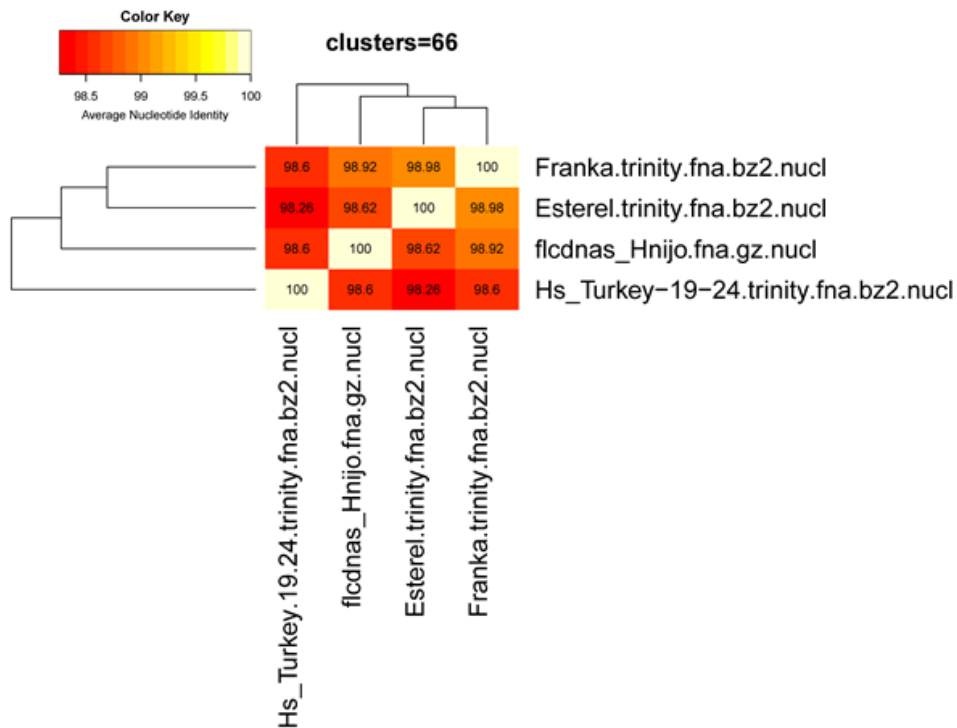 Color Key
98.5 99 99.5 100
Average Nucleotide Identity
clusters=66
98.6 98.92 98.98 100 Franka.trinity.fna.bz2.nucl
98.26 98.62 100 98.98 Esterel.trinity.fna.bz2.nucl
98.6 100 98.62 98.92 flcdnas_Hnijo.fna.gz.nucl
100 98.6 98.26 98.6 Hs_Turkey−19−24.trinity.fna.bz2.nucl
Hs_Turkey.19.24.trinity.fna.bz2.nucl
flcdnas_Hnijo.fna.gz.nucl
Esterel.trinity.fna.bz2.nucl
Franka.trinity.fna.bz2.nucl